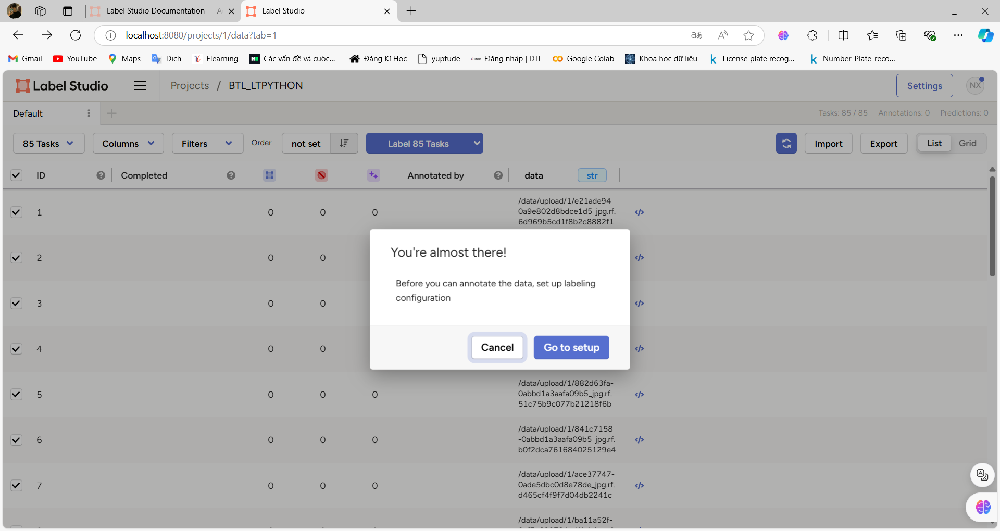 Label Studio Documentation — A
Label Studio
localhost:8080/projects/1/data?tab=1
Gmail
YouTube
Maps
Dịch
Elearning
Các vấn đề và cuộc...
Đăng Kí Học
yuptude
Đăng nhập | DTL
Google Colab
Khoa học dữ liệu
License plate recog...
Number-Plate-reco...
Label Studio
Projects / BTL_LTPYTHON
Settings
NX
Default
Tasks: 85 / 85 Annotations: 0 Predictions: 0
85 Tasks
Columns
Filters
Order
not set
Label 85 Tasks
Import
Export
List
Grid
ID
Completed
Annotated by
data
str
1 0 0 0
/data/upload/1/e21ade94-
0a9e802d8bdce1d5_jpg.rf.
6d969b5cd1f8b2c8882f1
2 0 0
3 0 0
4 0 0
You're almost there!
Before you can annotate the data, set up labeling
configuration
Cancel
Go to setup
5 0 0 0
/data/upload/1/882d63fa-
0abbd1a3aafa09b5_jpg.rf.
51c75b9c077b21218f6b
6 0 0 0
/data/upload/1/841c7158
-0abbd1a3aafa09b5_jpg.rf.
b0f2dca761684025129e4
7 0 0 0
/data/upload/1/ace37747-
0ade5dbc0d8e78de_jpg.rf.
d465cf4f9f7d04db2241c
/data/upload/1/ba11a52f-